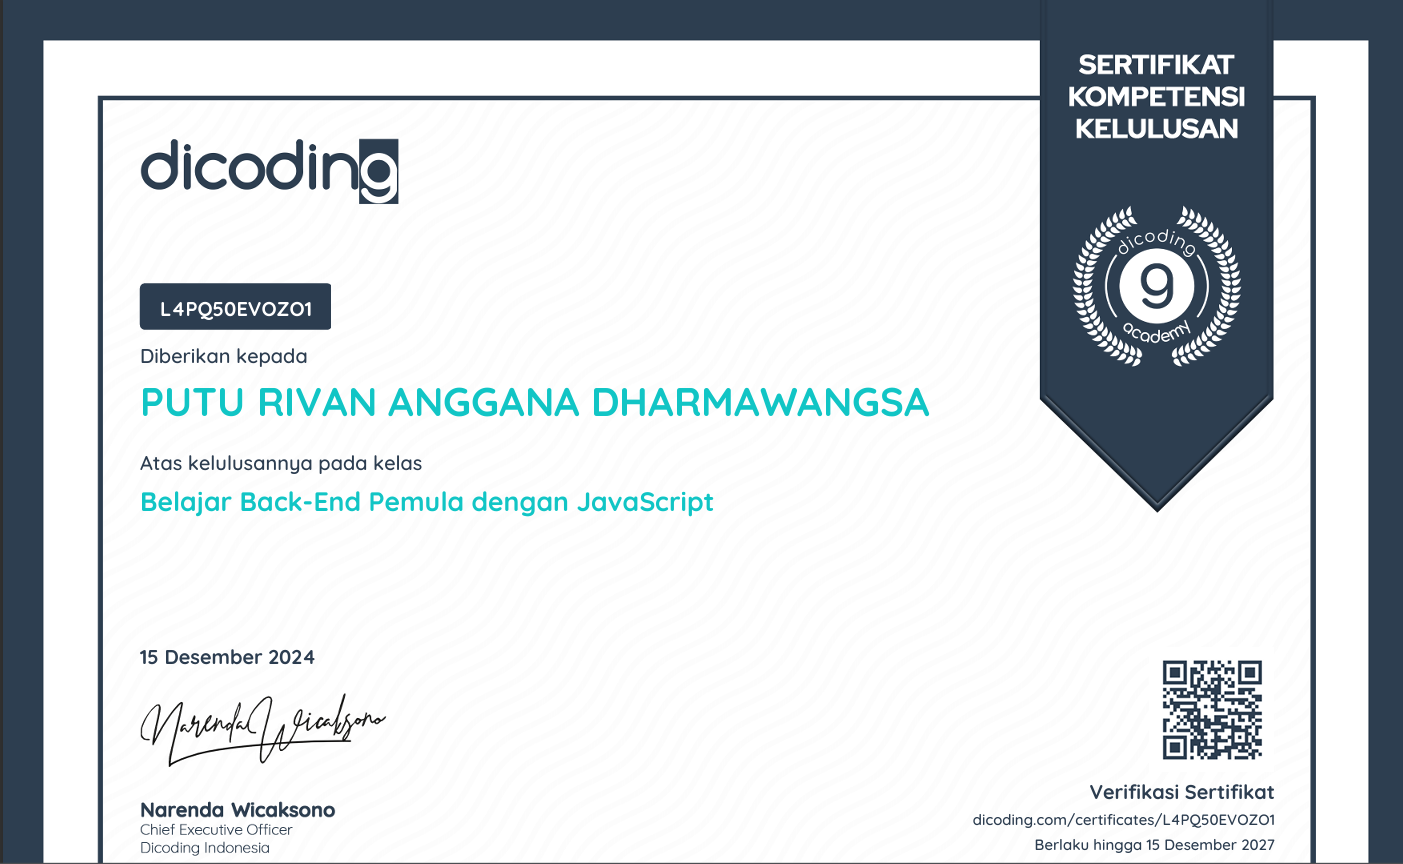 SERTIFIKAT
KOMPETENSI
KELULUSAN
dicoding
dicoding
9
academy
L4PQ50EVOZO1
Diberikan kepada
PUTU RIVAN ANGGANA DHARMAWANGSA
Atas kelulusannya pada kelas
Belajar Back-End Pemula dengan JavaScript
15 Desember 2024
Narenda Wicaksono
Narenda Wicaksono
Chief Executive Officer
Dicoding Indonesia
Verifikasi Sertifikat
dicoding.com/certificates/L4PQ50EVOZO1
Berlaku hingga 15 Desember 2027